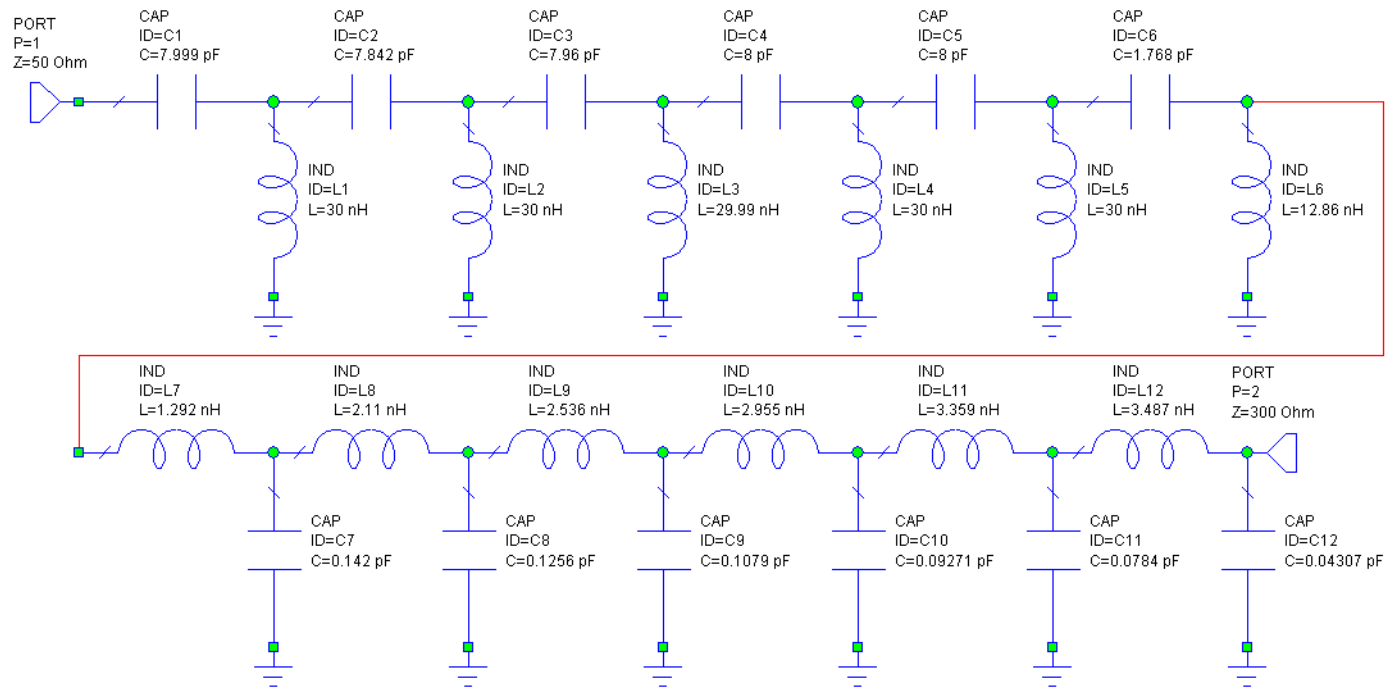 PORT
P=1
Z=50 Ohm
CAP
ID=C1
C=7.999 pF
CAP
ID=C2
C=7.842 pF
CAP
ID=C3
C=7.96 pF
CAP
ID=C4
C=8 pF
CAP
ID=C5
C=8 pF
CAP
ID=C6
C=1.768 pF
IND
ID=L1
L=30 nH
IND
ID=L2
L=30 nH
IND
ID=L3
L=29.99 nH
IND
ID=L4
L=30 nH
IND
ID=L5
L=30 nH
IND
ID=L6
L=12.86 nH
IND
ID=L7
L=1.292 nH
IND
ID=L8
L=2.11 nH
IND
ID=L9
L=2.536 nH
IND
ID=L10
L=2.955 nH
IND
ID=L11
L=3.359 nH
IND
ID=L12
L=3.487 nH
PORT
P=2
Z=300 Ohm
CAP
ID=C7
C=0.142 pF
CAP
ID=C8
C=0.1256 pF
CAP
ID=C9
C=0.1079 pF
CAP
ID=C10
C=0.09271 pF
CAP
ID=C11
C=0.0784 pF
CAP
ID=C12
C=0.04307 pF